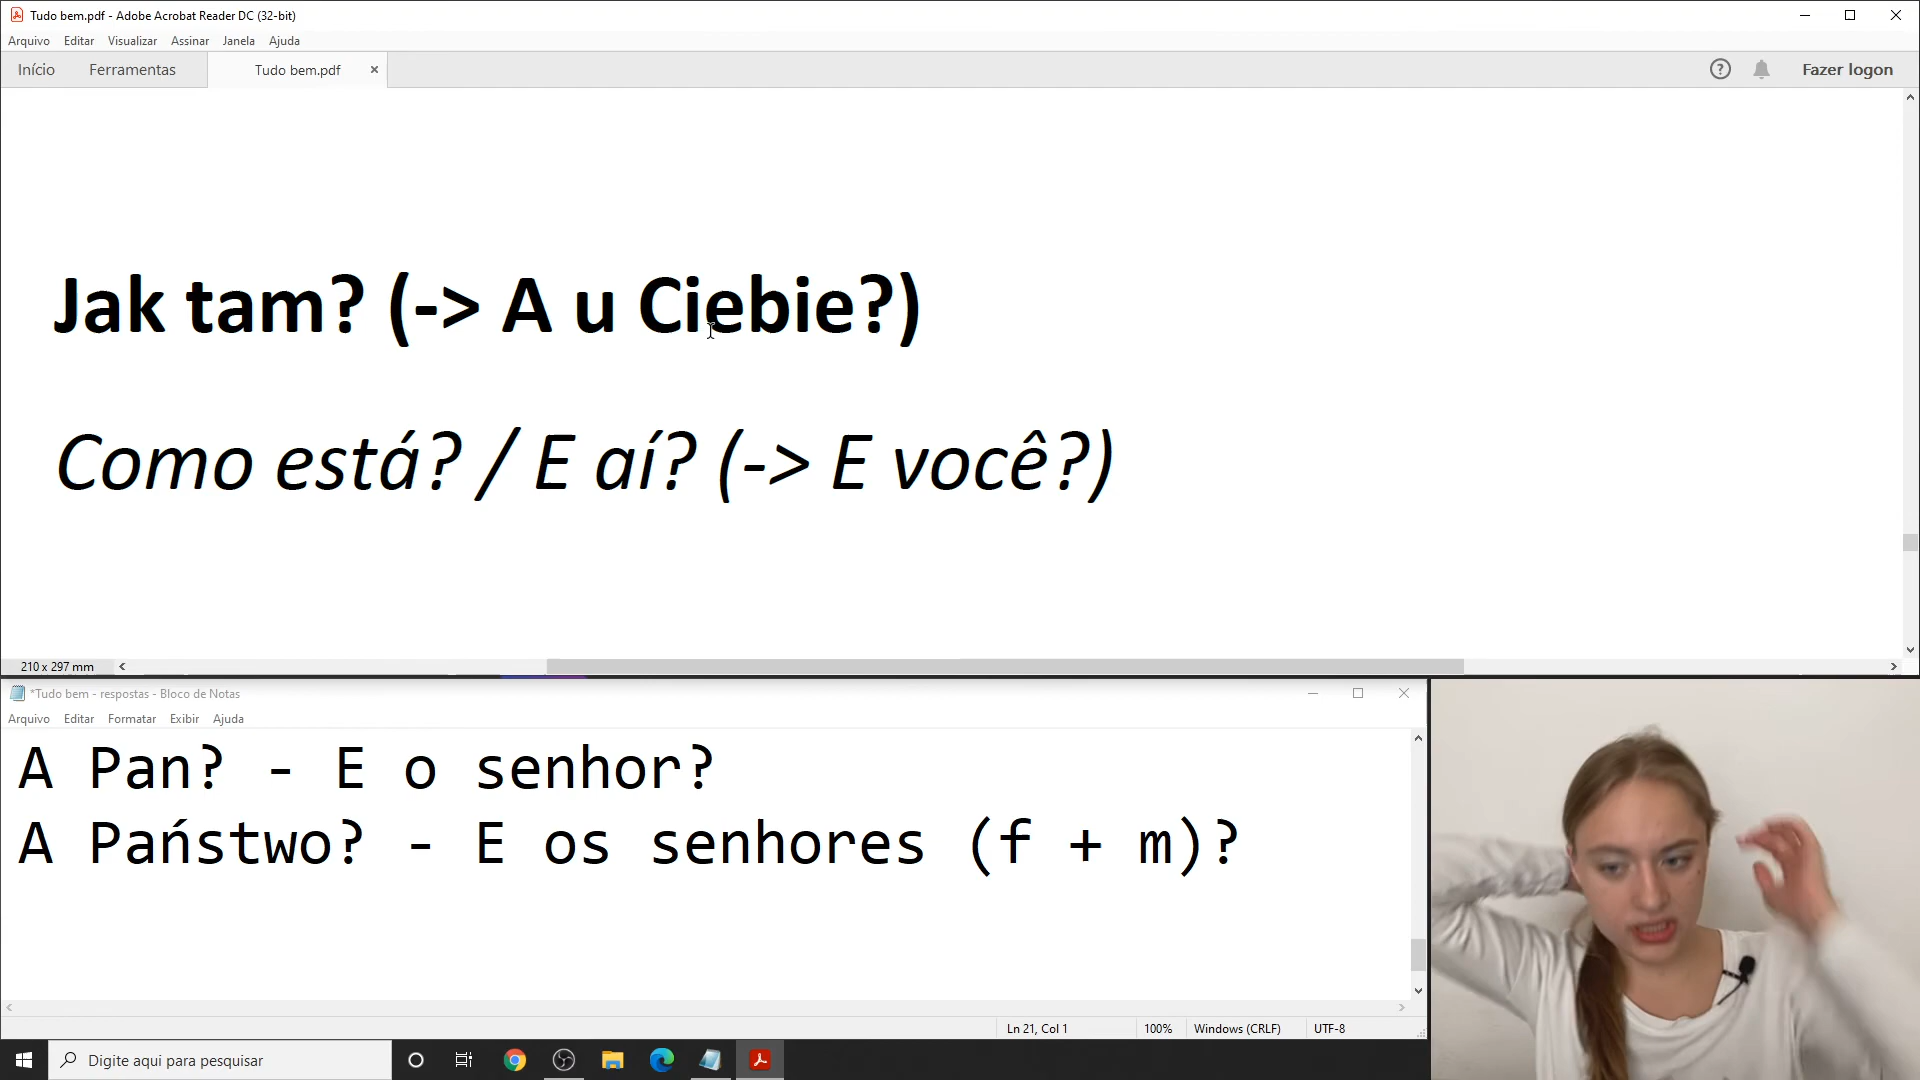 Tudo bem.pdf - Adobe Acrobat Reader DC (32-bit)
Arquivo Editar Visualizar Assinar Janela Ajuda
Início Ferramentas Tudo bem.pdf Fazer logon
Jak tam? (-> A u Ciebie?)
Como está? / E aí? (-> E você?)
210 x 297 mm
*Tudo bem - respostas - Bloco de Notas
Arquivo Editar Formatar Exibir Ajuda
A Pan? - E o senhor?
A Państwo? - E os senhores (f + m)?
Ln 21, Col 1 100% Windows (CRLF) UTF-8
Digite aqui para pesquisar